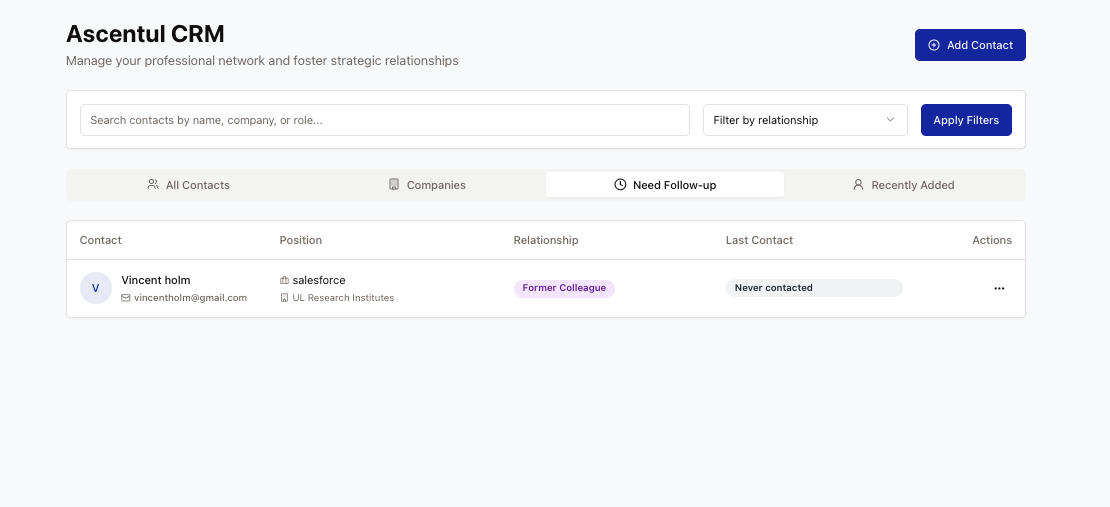 Ascentul CRM
Manage your professional network and foster strategic relationships
Add Contact
Search contacts by name, company, or role...
Filter by relationship
Apply Filters
All Contacts
Companies
Need Follow-up
Recently Added
Contact
Position
Relationship
Last Contact
Actions
V
Vincent holm
vincentholm@gmail.com
salesforce
UL Research Institutes
Former Colleague
Never contacted